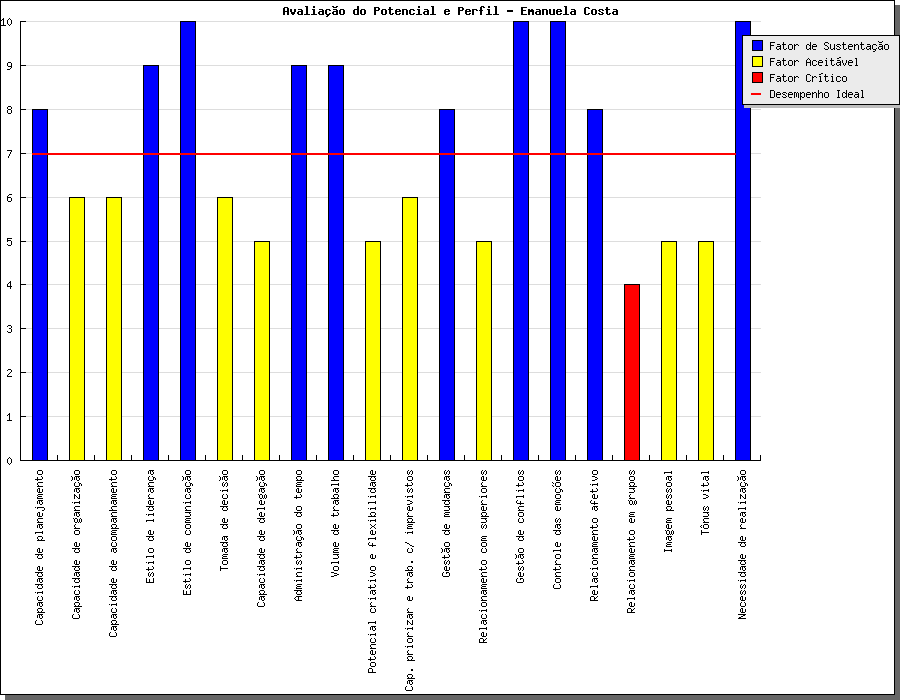 Avaliação do Potencial e Perfil - Emanuela Costa
Fator de Sustentação
Fator Aceitável
Fator Crítico
Desempenho Ideal
10
9
8
7
6
5
4
3
2
1
0
Capacidade de planejamento
Capacidade de organização
Capacidade de acompanhamento
Estilo de liderança
Estilo de comunicação
Tomada de decisão
Capacidade de delegação
Administração do tempo
Volume de trabalho
Potencial criativo e flexibilidade
Cap. priorizar e trab. c/ imprevistos
Gestão de mudanças
Relacionamento com superiores
Gestão de conflitos
Controle das emoções
Relacionamento afetivo
Relacionamento em grupos
Imagem pessoal
Tônus vital
Necessidade de realização